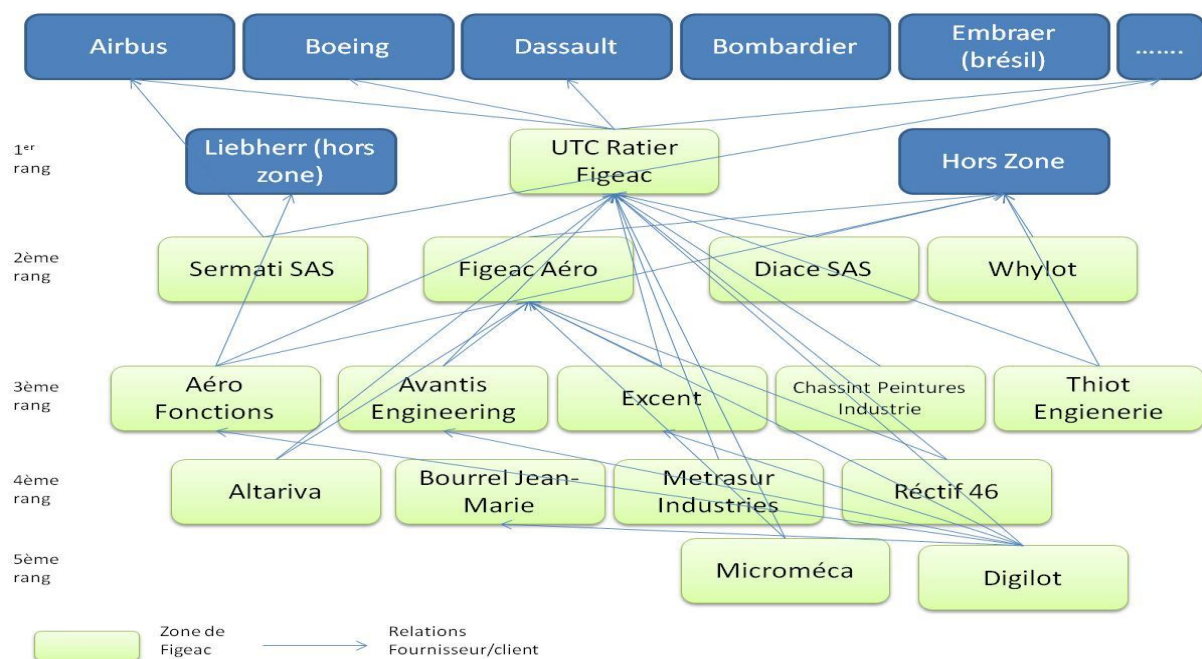 Airbus
Boeing
Dassault
Bombardier
Embraer
(brésil)
.......
1er
rang
Liebherr (hors
zone)
UTC Ratier
Figeac
Hors Zone
2ème
rang
Sermati SAS
Figeac Aéro
Diace SAS
Whylot
3ème
rang
Aéro
Fonctions
Avantis
Engineering
Excent
Chassint Peintures
Industrie
Thiot
Engienerie
4ème
rang
Altariva
Bourrel Jean-
Marie
Metrasur
Industries
Réctif 46
5ème
rang
Microméca
Digilot
Zone de
Figeac
Relations
Fournisseur/client